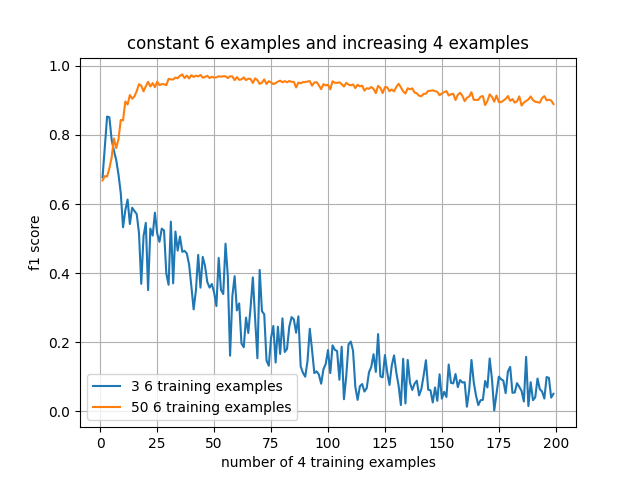 constant 6 examples and increasing 4 examples
f1 score
1.0
0.8
0.6
0.4
0.2
0.0
3 6 training examples
50 6 training examples
0 25 50 75 100 125 150 175 200
number of 4 training examples